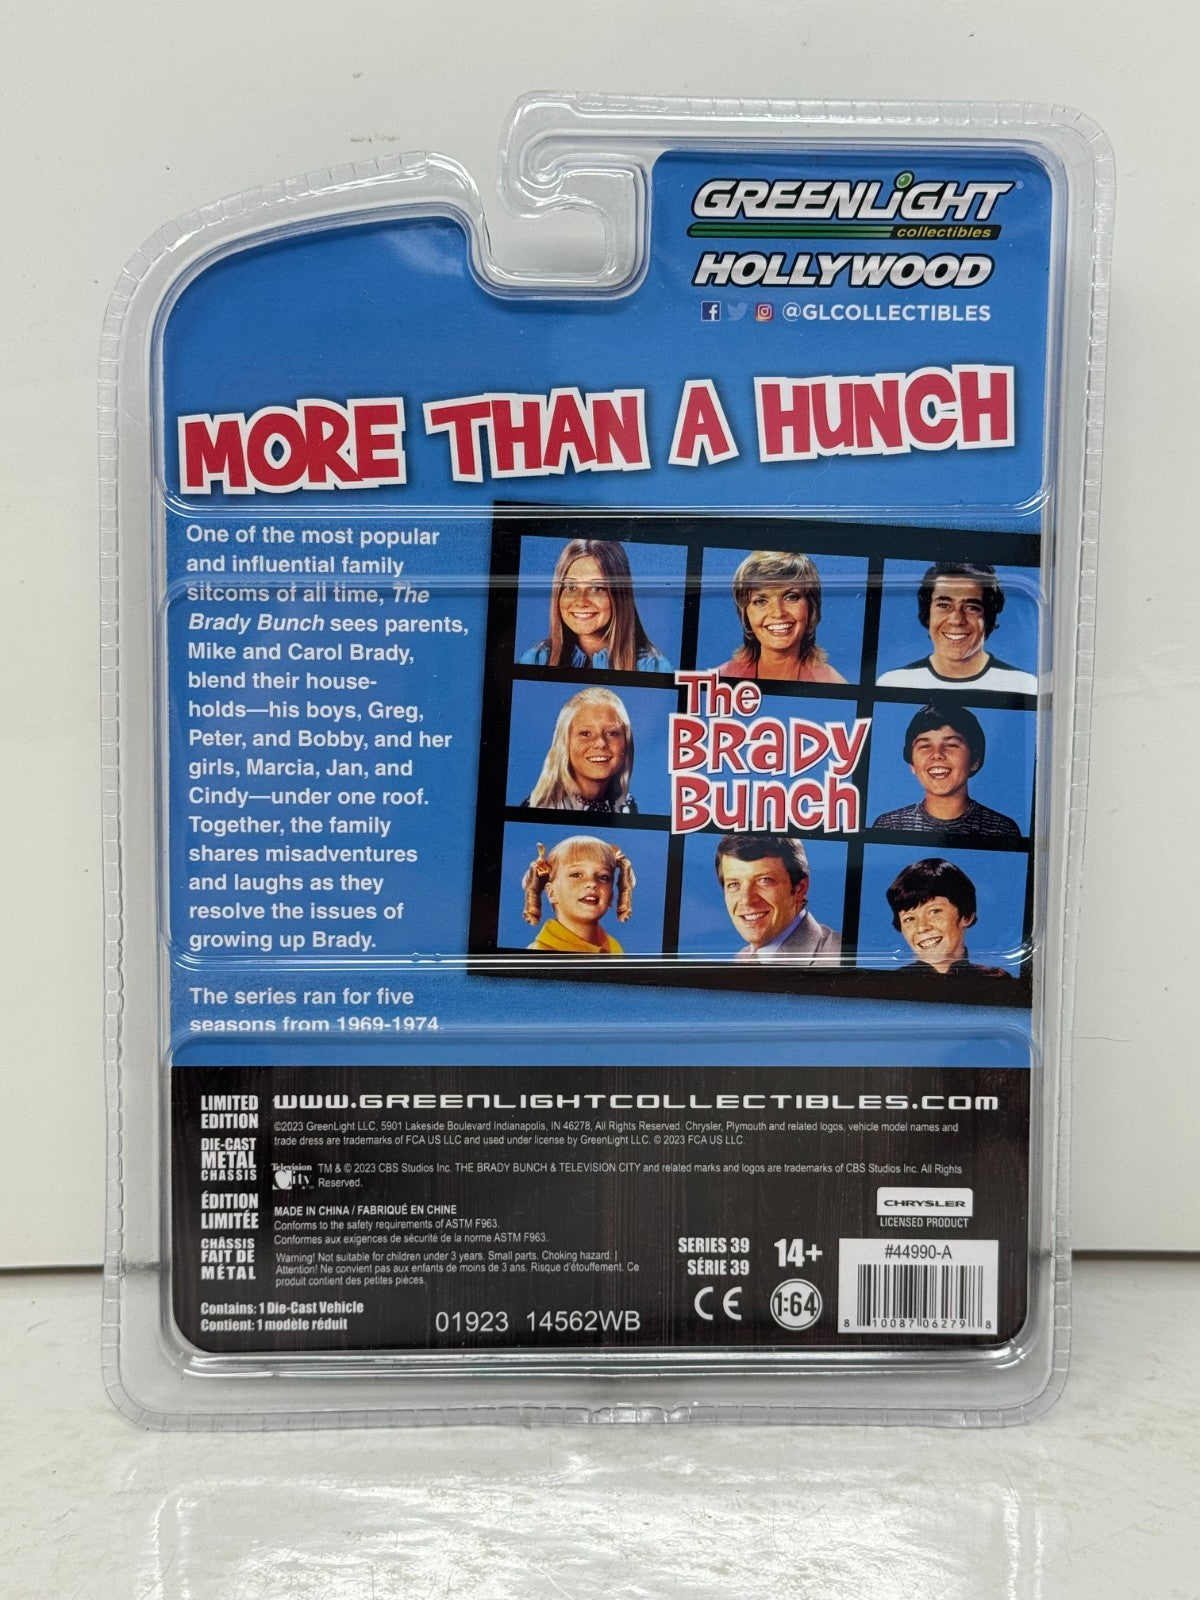 GREENLiGHT®
collectibles
HOLLYWOOD
@GLCOLLECTIBLES
MORE THAN A HUNCH
One of the most popular
and influential family
sitcoms of all time, The
Brady Bunch sees parents,
Mike and Carol Brady,
blend their house-
holds—his boys, Greg,
Peter, and Bobby, and her
girls, Marcia, Jan, and
Cindy—under one roof.
Together, the family
shares misadventures
and laughs as they
resolve the issues of
growing up Brady.
The series ran for five
seasons from 1969-1974.
The
BRADY
BUNCH
LIMITED
EDITION
DIE-CAST
METAL
CHASSIS
ÉDITION
LIMITÉE
CHÂSSIS
FAIT DE
MÉTAL
Contains: 1 Die-Cast Vehicle
Contient: 1 modèle réduit
www.GREENLIGHTCOLLECTIBLES.com
©2023 GreenLight LLC, 5901 Lakeside Boulevard Indianapolis, IN 46278, All Rights Reserved. Chrysler, Plymouth and related logos, vehicle model names and
trade dress are trademarks of FCA US LLC and used under license by GreenLight LLC. © 2023 FCA US LLC.
Television
City
TM & © 2023 CBS Studios Inc. THE BRADY BUNCH & TELEVISION CITY and related marks and logos are trademarks of CBS Studios Inc. All Rights
Reserved.
MADE IN CHINA / FABRIQUÉ EN CHINE
Conforms to the safety requirements of ASTM F963.
Conformes aux exigences de sécurité de la norme ASTM F963.
Warning! Not suitable for children under 3 years. Small parts. Choking hazard. |
Attention! Ne convient pas aux enfants de moins de 3 ans. Risque d'étouffement. Ce
produit contient des petites pièces.
01923 14562WB
CHRYSLER
LICENSED PRODUCT
SERIES 39
SÉRIE 39
14+
CE
1:64
#44990-A
8 10087 06279 8